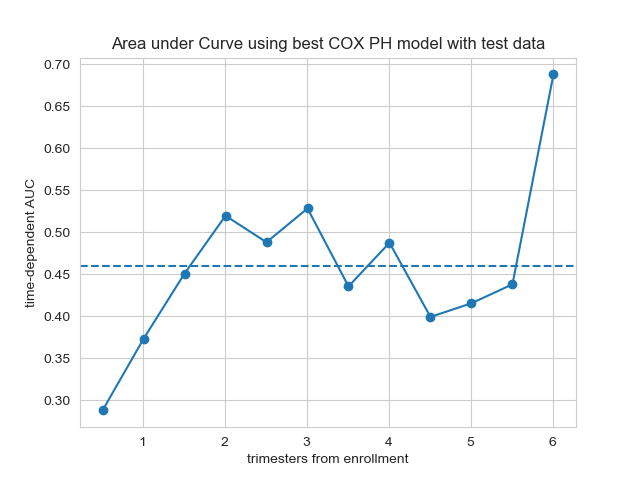 Area under Curve using best COX PH model with test data
time-dependent AUC
0.70
0.65
0.60
0.55
0.50
0.45
0.40
0.35
0.30
1 2 3 4 5 6
trimesters from enrollment